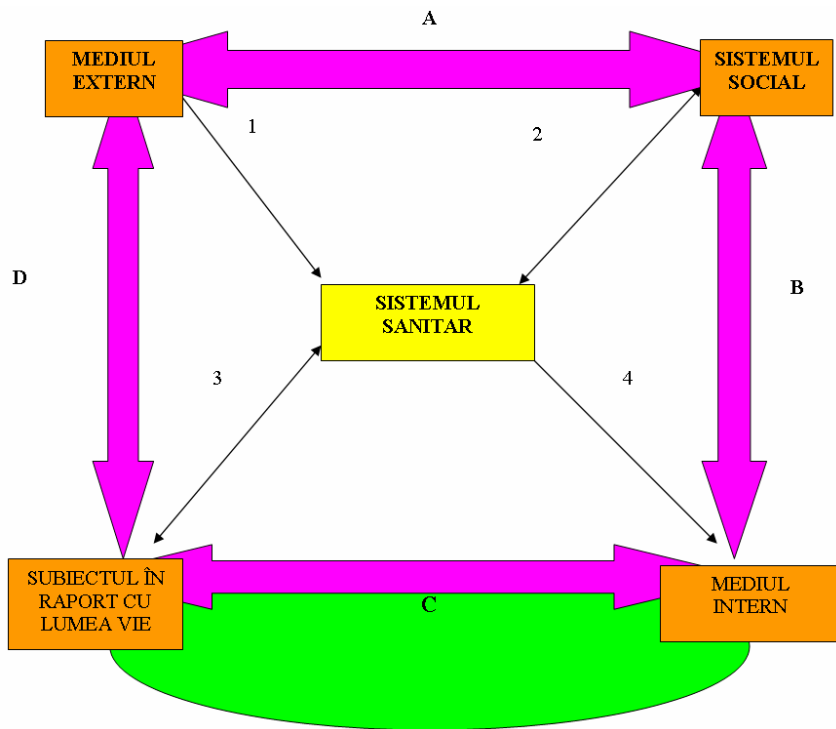 A
MEDIUL
EXTERN
SISTEMUL
SOCIAL
1
2
D
B
SISTEMUL
SANITAR
3
4
SUBIECTUL ÎN
RAPORT CU
LUMEA VIE
C
MEDIUL
INTERN